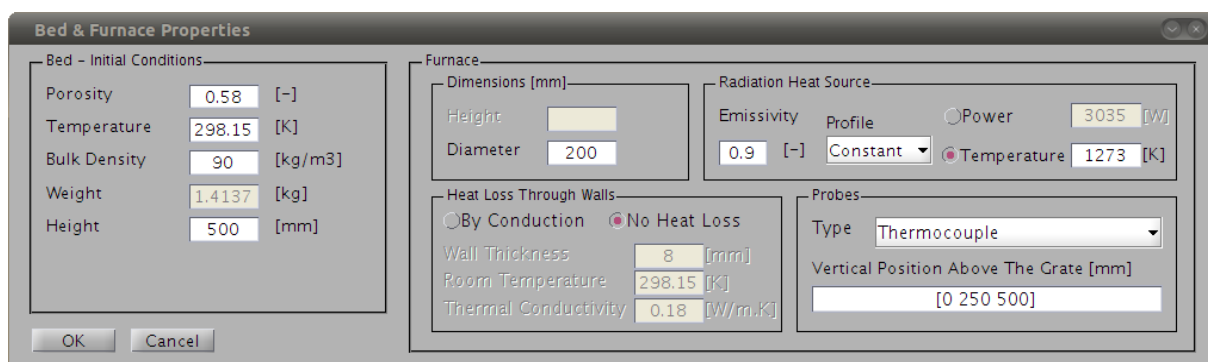 Bed & Furnace Properties
Bed - Initial Conditions
Porosity 0.58 [-]
Temperature 298.15 [K]
Bulk Density 90 [kg/m3]
Weight 1.4137 [kg]
Height 500 [mm]
OK Cancel
Furnace
Dimensions [mm]
Height
Diameter 200
Radiation Heat Source
Emissivity Profile Power 3035 [W]
0.9 [-] Constant Temperature 1273 [K]
Heat Loss Through Walls
By Conduction No Heat Loss
Wall Thickness 8 [mm]
Room Temperature 298.15 [K]
Thermal Conductivity 0.18 [W/m.K]
Probes
Type Thermocouple
Vertical Position Above The Grate [mm]
[0 250 500]